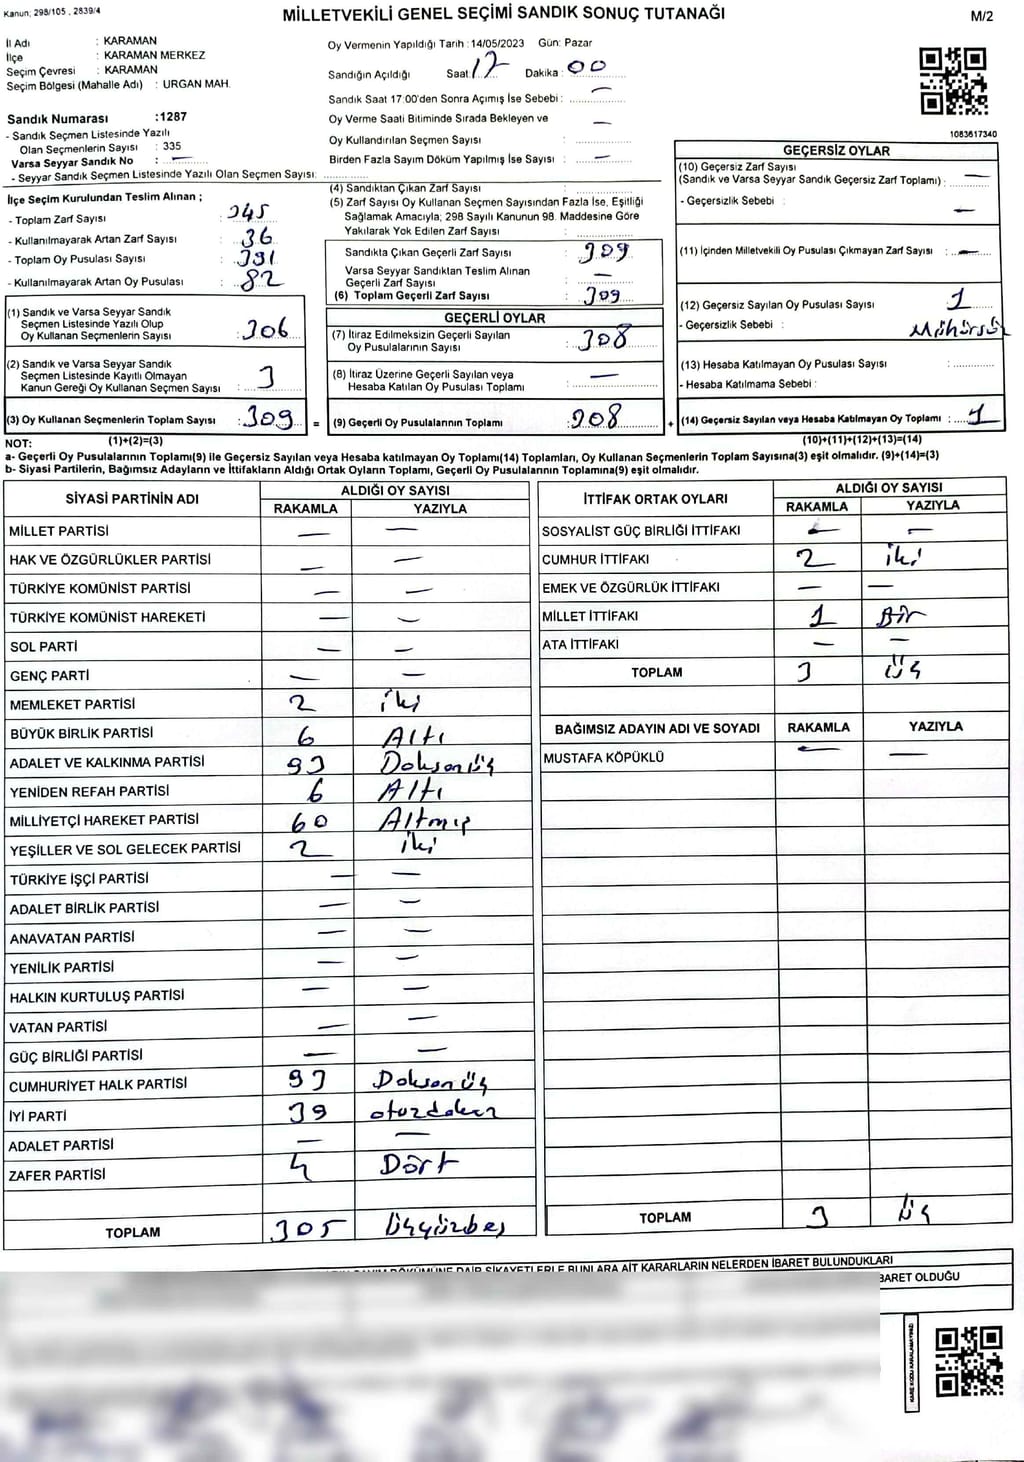 Kanun; 298/105 , 2839/4
MİLLETVEKİLİ GENEL SEÇİMİ SANDIK SONUÇ TUTANAĞI
M/2
İl Adı : KARAMAN
İlçe : KARAMAN MERKEZ
Seçim Çevresi : KARAMAN
Seçim Bölgesi (Mahalle Adı) : URGAN MAH.
Oy Vermenin Yapıldığı Tarih : 14/05/2023 Gün: Pazar
Sandığın Açıldığı Saat 17 Dakika : 00
Sandık Saat 17:00'den Sonra Açımış İse Sebebi : —
Oy Verme Saati Bitiminde Sırada Bekleyen ve
Oy Kullandırılan Seçmen Sayısı : —
Birden Fazla Sayım Döküm Yapılmış İse Sayısı : —
1083617340
Sandık Numarası :1287
- Sandık Seçmen Listesinde Yazılı
Olan Seçmenlerin Sayısı : 335
Varsa Seyyar Sandık No : —
- Seyyar Sandık Seçmen Listesinde Yazılı Olan Seçmen Sayısı:
İlçe Seçim Kurulundan Teslim Alınan ;
- Toplam Zarf Sayısı : 345
- Kullanılmayarak Artan Zarf Sayısı : 36
- Toplam Oy Pusulası Sayısı : 391
- Kullanılmayarak Artan Oy Pusulası : 82
(1) Sandık ve Varsa Seyyar Sandık
Seçmen Listesinde Yazılı Olup
Oy Kullanan Seçmenlerin Sayısı : 306
(2) Sandık ve Varsa Seyyar Sandık
Seçmen Listesinde Kayıtlı Olmayan
Kanun Gereği Oy Kullanan Seçmen Sayısı : 3
(3) Oy Kullanan Seçmenlerin Toplam Sayısı : 309 =
(4) Sandıktan Çıkan Zarf Sayısı :
(5) Zarf Sayısı Oy Kullanan Seçmen Sayısından Fazla İse, Eşitliği
Sağlamak Amacıyla; 298 Sayılı Kanunun 98. Maddesine Göre
Yakılarak Yok Edilen Zarf Sayısı :
Sandıkta Çıkan Geçerli Zarf Sayısı : 309
Varsa Seyyar Sandıktan Teslim Alınan
Geçerli Zarf Sayısı : —
(6) Toplam Geçerli Zarf Sayısı : 309
GEÇERLİ OYLAR
(7) İtiraz Edilmeksizin Geçerli Sayılan
Oy Pusulalarının Sayısı : 308
(8) İtiraz Üzerine Geçerli Sayılan veya
Hesaba Katılan Oy Pusulası Toplamı : —
(9) Geçerli Oy Pusulalarının Toplamı : 308 +
GEÇERSİZ OYLAR
(10) Geçersiz Zarf Sayısı
(Sandık ve Varsa Seyyar Sandık Geçersiz Zarf Toplamı) : —
- Geçersizlik Sebebi : —
(11) İçinden Milletvekili Oy Pusulası Çıkmayan Zarf Sayısı : —
(12) Geçersiz Sayılan Oy Pusulası Sayısı : 1
- Geçersizlik Sebebi : Mühürsüz
(13) Hesaba Katılmayan Oy Pusulası Sayısı :
- Hesaba Katılmama Sebebi :
(14) Geçersiz Sayılan veya Hesaba Katılmayan Oy Toplamı : 1
NOT: (1)+(2)=(3) (10)+(11)+(12)+(13)=(14)
a- Geçerli Oy Pusulalarının Toplamı(9) ile Geçersiz Sayılan veya Hesaba katılmayan Oy Toplamı(14) Toplamları, Oy Kullanan Seçmenlerin Toplam Sayısına(3) eşit olmalıdır. (9)+(14)=(3)
b- Siyasi Partilerin, Bağımsız Adayların ve İttifakların Aldığı Ortak Oyların Toplamı, Geçerli Oy Pusulalarının Toplamına(9) eşit olmalıdır.
SİYASİ PARTİNİN ADI ALDIĞI OY SAYISI
RAKAMLA YAZIYLA
MİLLET PARTİSİ — —
HAK VE ÖZGÜRLÜKLER PARTİSİ — —
TÜRKİYE KOMÜNİST PARTİSİ — —
TÜRKİYE KOMÜNİST HAREKETİ — —
SOL PARTİ — —
GENÇ PARTİ — —
MEMLEKET PARTİSİ 2 iki
BÜYÜK BİRLİK PARTİSİ 6 Altı
ADALET VE KALKINMA PARTİSİ 93 Doksanüç
YENİDEN REFAH PARTİSİ 6 Altı
MİLLİYETÇİ HAREKET PARTİSİ 60 Altmış
YEŞİLLER VE SOL GELECEK PARTİSİ 2 iki
TÜRKİYE İŞÇİ PARTİSİ — —
ADALET BİRLİK PARTİSİ — —
ANAVATAN PARTİSİ — —
YENİLİK PARTİSİ — —
HALKIN KURTULUŞ PARTİSİ — —
VATAN PARTİSİ — —
GÜÇ BİRLİĞİ PARTİSİ — —
CUMHURİYET HALK PARTİSİ 93 Doksanüç
İYİ PARTİ 39 otuzdokuz
ADALET PARTİSİ — —
ZAFER PARTİSİ 4 Dört
TOPLAM 305 Üçyüzbeş
İTTİFAK ORTAK OYLARI ALDIĞI OY SAYISI
RAKAMLA YAZIYLA
SOSYALİST GÜÇ BİRLİĞİ İTTİFAKI — —
CUMHUR İTTİFAKI 2 iki
EMEK VE ÖZGÜRLÜK İTTİFAKI — —
MİLLET İTTİFAKI 1 Bir
ATA İTTİFAKI — —
TOPLAM 3 Üç
BAĞIMSIZ ADAYIN ADI VE SOYADI RAKAMLA YAZIYLA
MUSTAFA KÖPÜKLÜ — —
TOPLAM 3 Üç
DÖKÜMÜNE DAİR ŞİKAYETLERLE BUNLARA AİT KARARLARIN NELERDEN İBARET BULUNDUKLARI
BARET OLDUĞU
KARE KODU KARALAMAYINIZ!